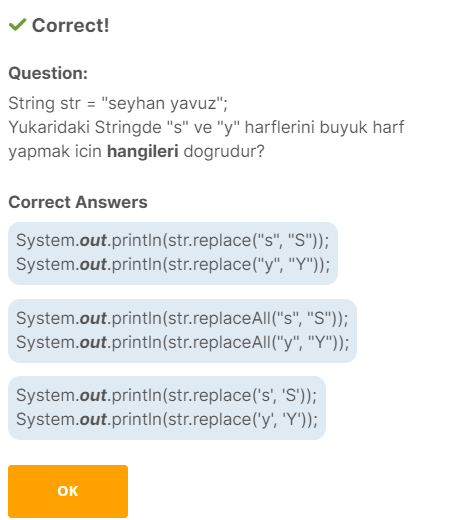 Correct!
Question:
String str = "seyhan yavuz";
Yukaridaki Stringde "s" ve "y" harflerini buyuk harf
yapmak icin hangileri dogrudur?
Correct Answers
System.out.println(str.replace("s", "S"));
System.out.println(str.replace("y", "Y"));
System.out.println(str.replaceAll("s", "S"));
System.out.println(str.replaceAll("y", "Y"));
System.out.println(str.replace('s', 'S'));
System.out.println(str.replace('y', 'Y'));
OK